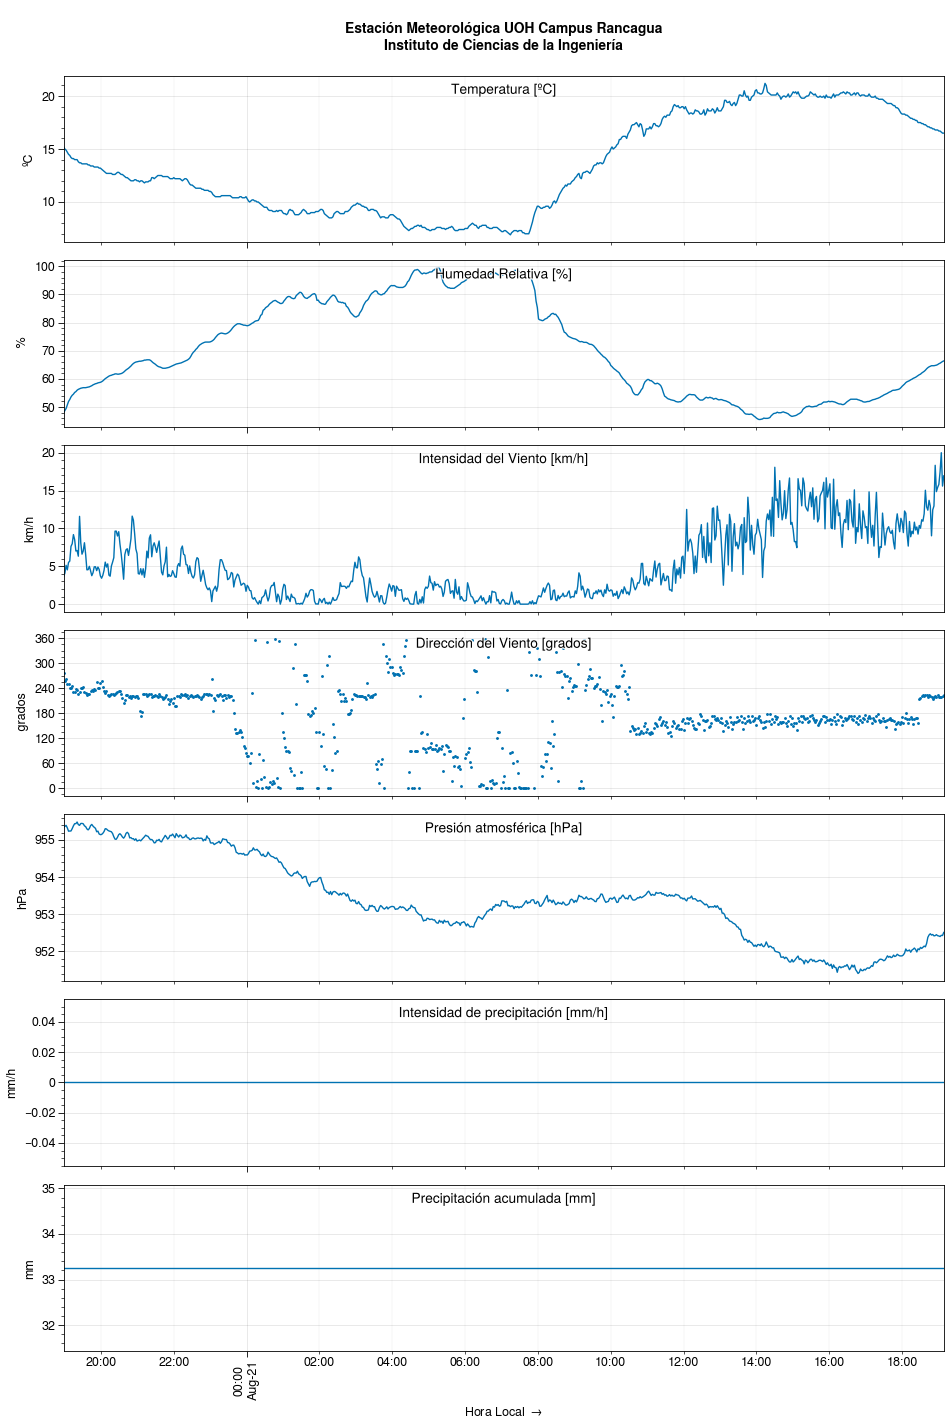 Estación Meteorológica UOH Campus Rancagua
Instituto de Ciencias de la Ingeniería
Temperatura [ºC]
ºC
20
15
10
Humedad Relativa [%]
%
100
90
80
70
60
50
Intensidad del Viento [km/h]
km/h
20
15
10
5
0
Dirección del Viento [grados]
grados
360
300
240
180
120
60
0
Presión atmosférica [hPa]
hPa
955
954
953
952
Intensidad de precipitación [mm/h]
mm/h
0.04
0.02
0
−0.02
−0.04
Precipitación acumulada [mm]
mm
35
34
33
32
20:00 22:00 00:00 02:00 04:00 06:00 08:00 10:00 12:00 14:00 16:00 18:00
Aug-21
Hora Local →